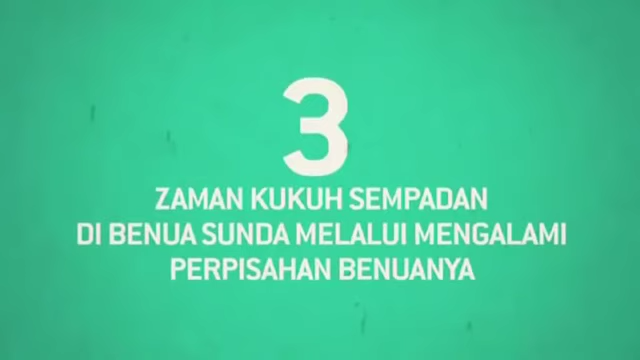 3
ZAMAN KUKUH SEMPADAN
DI BENUA SUNDA MELALUI MENGALAMI
PERPISAHAN BENUANYA